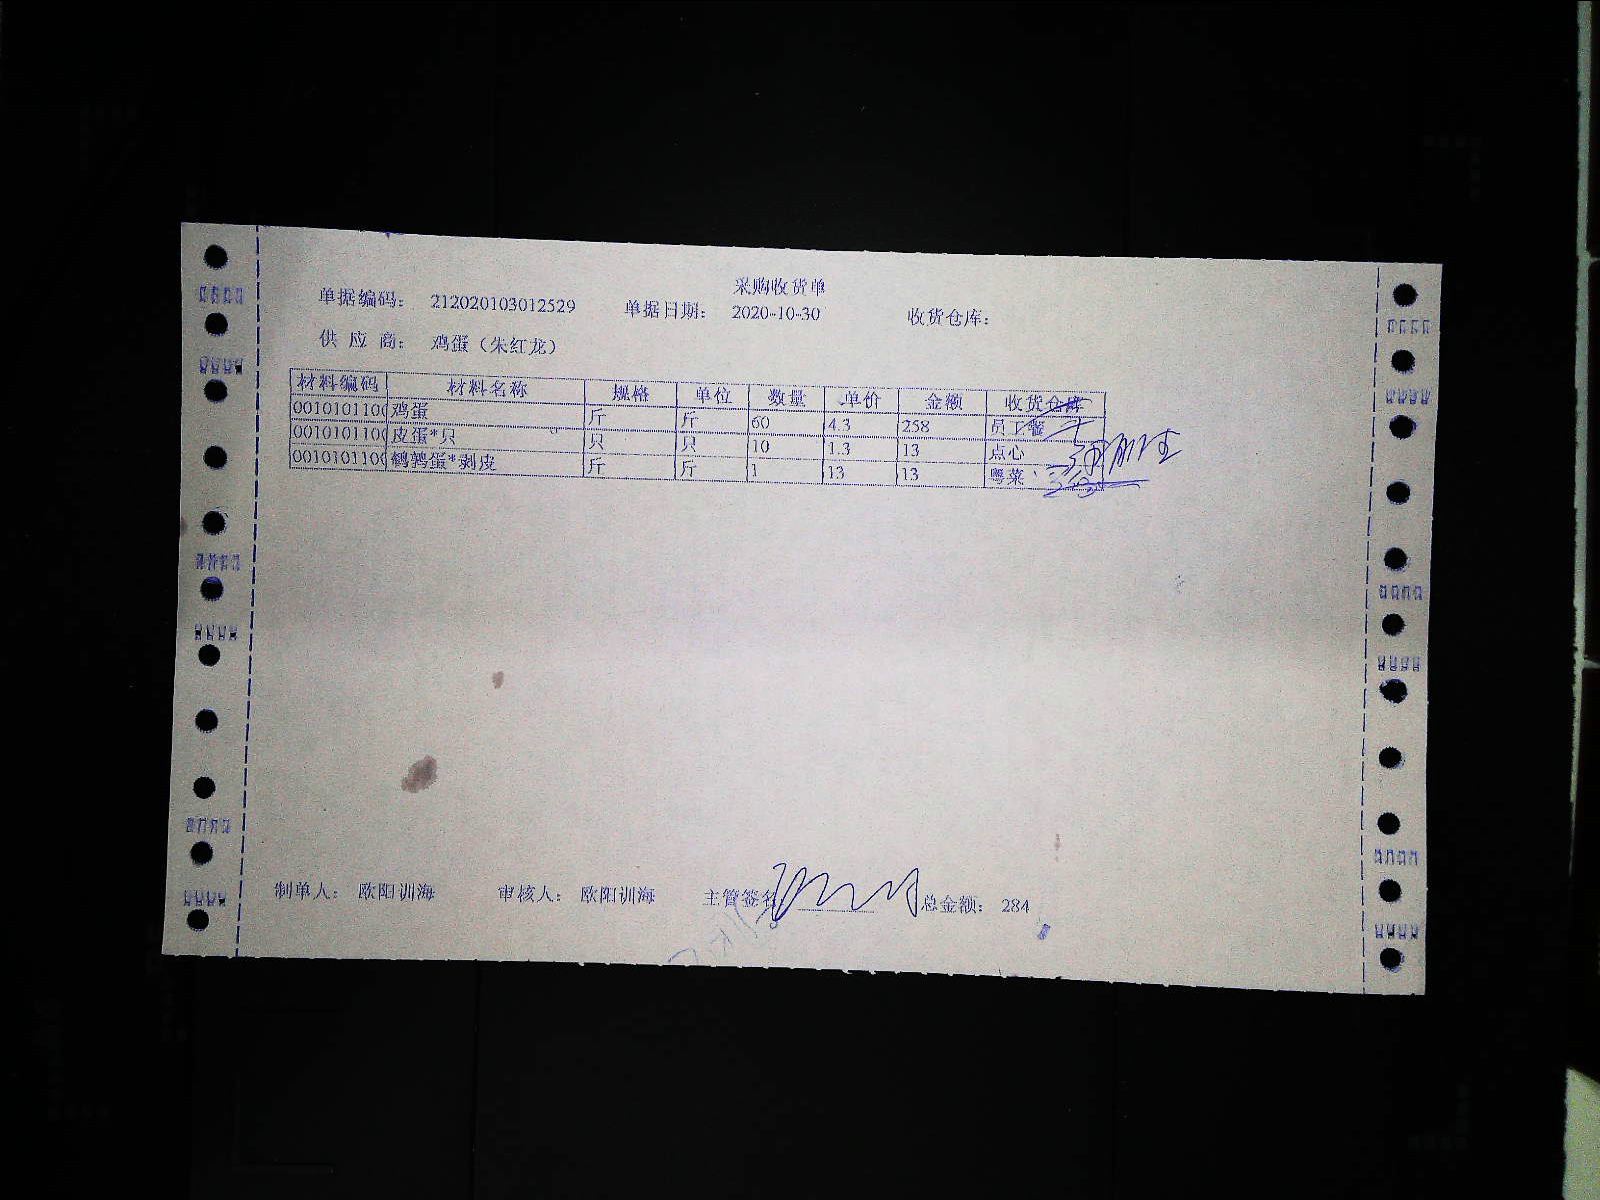 采购收货单
单据编码： 212020103012529 单据日期： 2020-10-30 收货仓库：
供 应 商： 鸡蛋（朱红龙）
材料编码 材料名称 规格 单位 数量 单价 金额 收货仓库
0010101100 鸡蛋 斤 斤 60 4.3 258 员工餐
0010101100 皮蛋*只 只 只 10 1.3 13 点心
0010101100 鹌鹑蛋*剥皮 斤 斤 1 13 13 粤菜
制单人： 欧阳训海 审核人： 欧阳训海 主管签名 总金额： 284